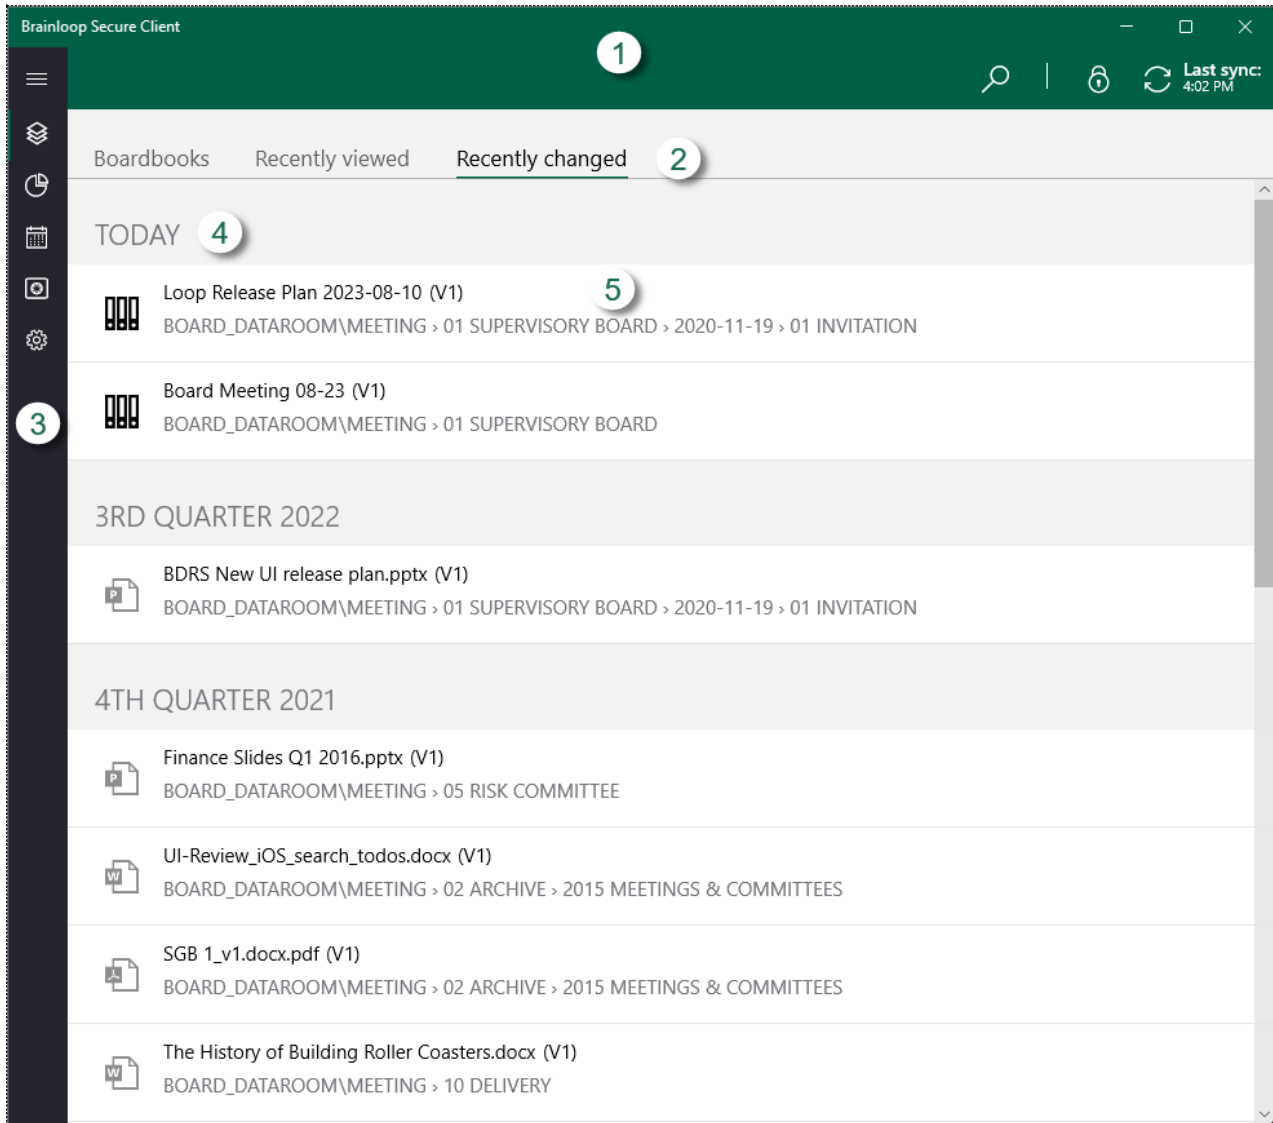 Brainloop Secure Client
1
Last sync:
4:02 PM
Boardbooks Recently viewed Recently changed 2
TODAY 4
Loop Release Plan 2023-08-10 (V1) 5
BOARD_DATAROOM\MEETING › 01 SUPERVISORY BOARD › 2020-11-19 › 01 INVITATION
Board Meeting 08-23 (V1)
3
BOARD_DATAROOM\MEETING › 01 SUPERVISORY BOARD
3RD QUARTER 2022
BDRS New UI release plan.pptx (V1)
P
BOARD_DATAROOM\MEETING › 01 SUPERVISORY BOARD › 2020-11-19 › 01 INVITATION
4TH QUARTER 2021
Finance Slides Q1 2016.pptx (V1)
P
BOARD_DATAROOM\MEETING › 05 RISK COMMITTEE
UI-Review_iOS_search_todos.docx (V1)
W
BOARD_DATAROOM\MEETING › 02 ARCHIVE › 2015 MEETINGS & COMMITTEES
SGB 1_v1.docx.pdf (V1)
BOARD_DATAROOM\MEETING › 02 ARCHIVE › 2015 MEETINGS & COMMITTEES
The History of Building Roller Coasters.docx (V1)
W
BOARD_DATAROOM\MEETING › 10 DELIVERY